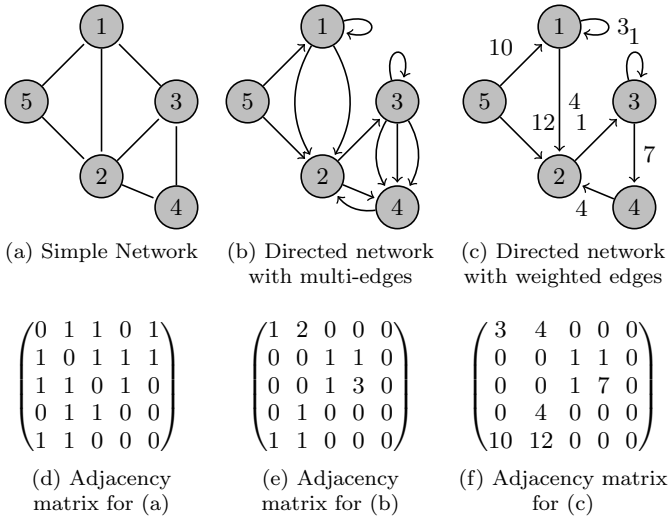 1
5
3
2
4
1
5
3
2
4
1
3
10
1
5
3
4
12
1
2
7
4
4
(a) Simple Network
(b) Directed network
with multi-edges
(c) Directed network
with weighted edges
0 1 1 0 1
1 0 1 1 1
1 1 0 1 0
0 1 1 0 0
1 1 0 0 0
1 2 0 0 0
0 0 1 1 0
0 0 1 3 0
0 1 0 0 0
1 1 0 0 0
3 4 0 0 0
0 0 1 1 0
0 0 1 7 0
0 4 0 0 0
10 12 0 0 0
(d) Adjacency
matrix for (a)
(e) Adjacency
matrix for (b)
(f) Adjacency matrix
for (c)